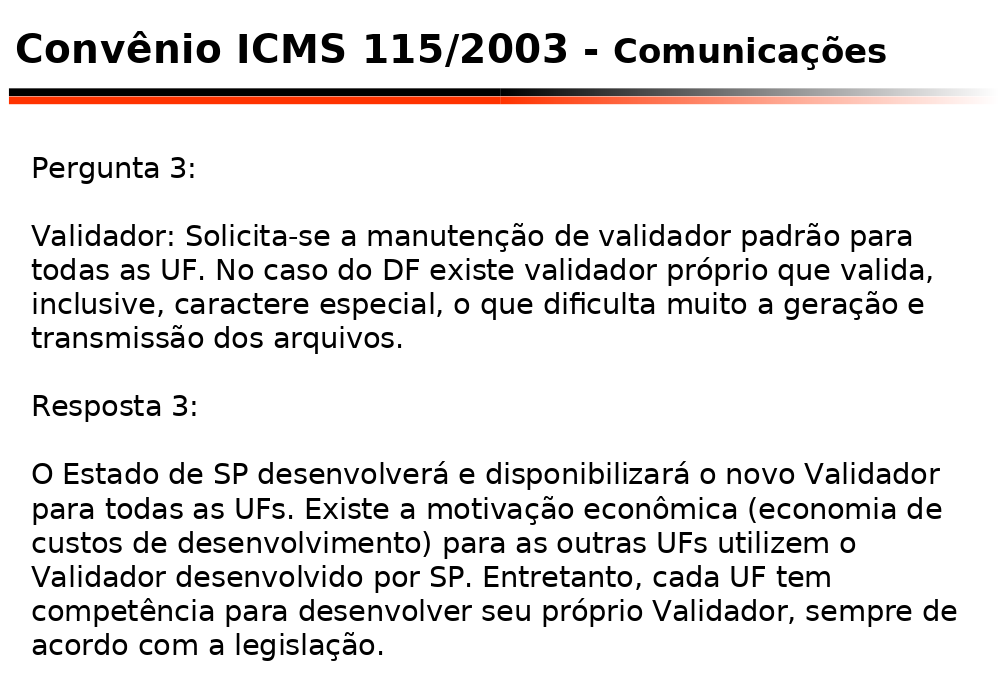 Convênio ICMS 115/2003 - Comunicações
Pergunta 3:
Validador: Solicita-se a manutenção de validador padrão para
todas as UF. No caso do DF existe validador próprio que valida,
inclusive, caractere especial, o que dificulta muito a geração e
transmissão dos arquivos.
Resposta 3:
O Estado de SP desenvolverá e disponibilizará o novo Validador
para todas as UFs. Existe a motivação econômica (economia de
custos de desenvolvimento) para as outras UFs utilizem o
Validador desenvolvido por SP. Entretanto, cada UF tem
competência para desenvolver seu próprio Validador, sempre de
acordo com a legislação.